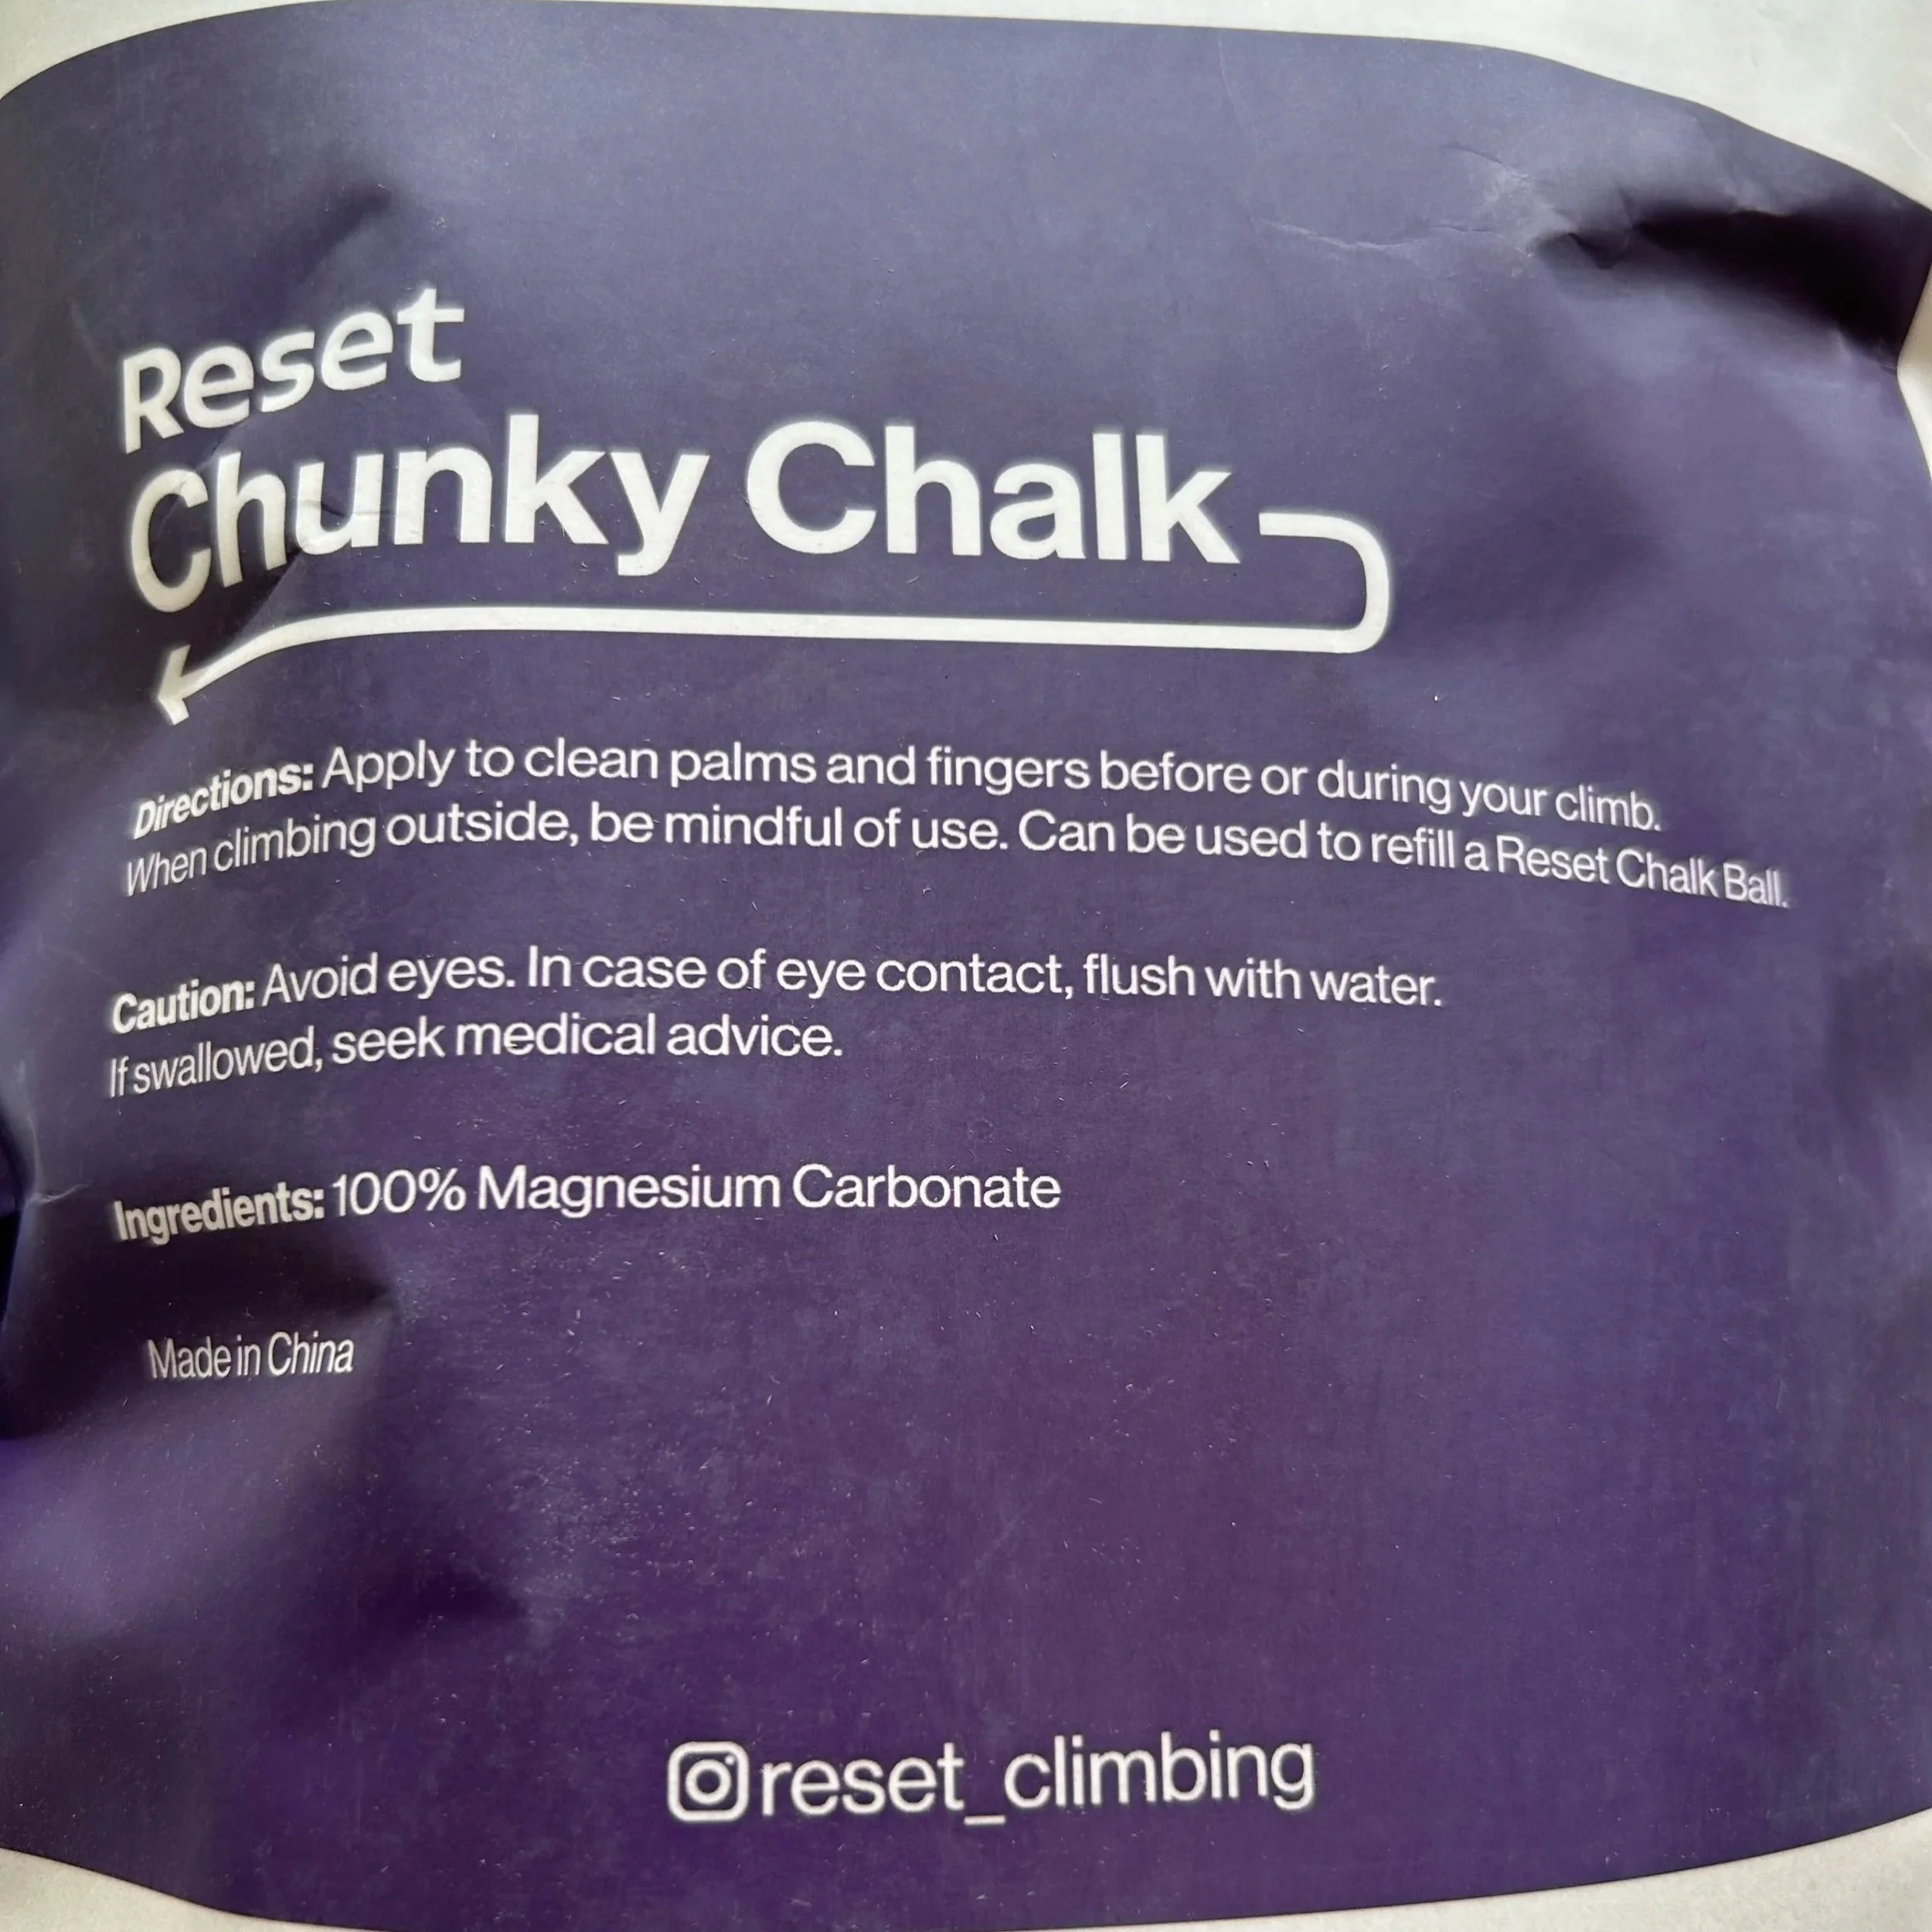 Reset
Chunky Chalk
Directions: Apply to clean palms and fingers before or during your climb.
When climbing outside, be mindful of use. Can be used to refill a Reset Chalk Ball.
Caution: Avoid eyes. In case of eye contact, flush with water.
If swallowed, seek medical advice.
Ingredients: 100% Magnesium Carbonate
Made in China
reset_climbing